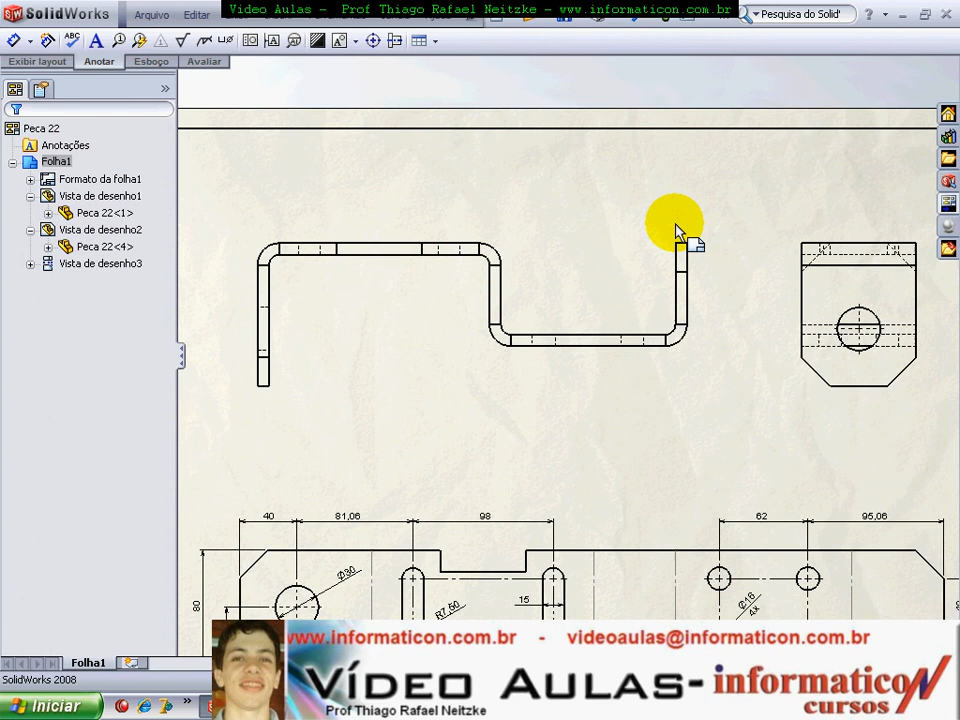 SolidWorks
Arquivo
Editar
Video Aulas - Prof Thiago Rafael Neitzke - www.informaticon.com.br
Pesquisa do Solid'
Exibir layout
Anotar
Esboço
Avaliar
Peca 22
Anotações
Folha1
Formato da folha1
Vista de desenho1
Peca 22<1>
Vista de desenho2
Peca 22<4>
Vista de desenho3
40
81,06
98
62
95,06
Ø30
80
R7,50
15
Ø16
4x
Folha1
SolidWorks 2008
Iniciar
www.informaticon.com.br - videoaulas@informaticon.com.br
Vídeo Aulas- informaticon
cursos
Prof Thiago Rafael Neitzke